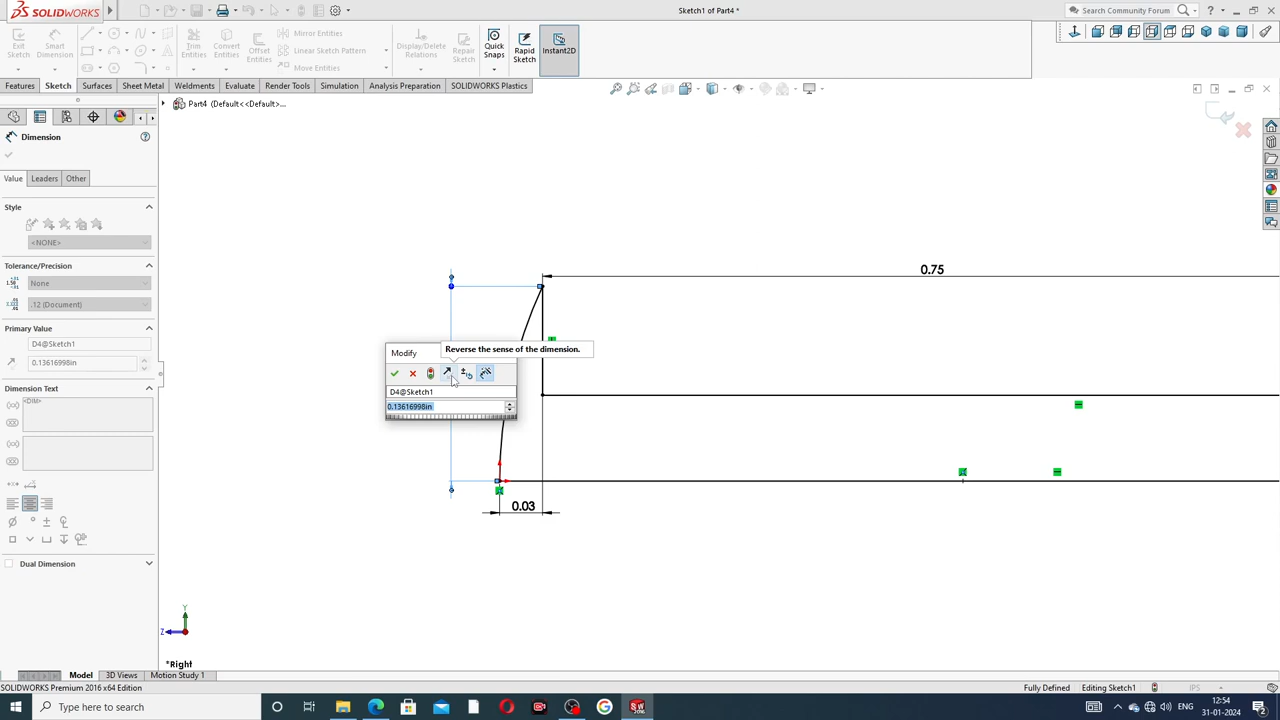 SOLIDWORKS
Sketch1 of Part4 *
Search Community Forum
Exit Sketch
Smart Dimension
Trim Entities
Convert Entities
Offset Entities
Mirror Entities
Linear Sketch Pattern
Move Entities
Display/Delete Relations
Repair Sketch
Quick Snaps
Rapid Sketch
Instant2D
Features
Sketch
Surfaces
Sheet Metal
Weldments
Evaluate
Render Tools
Simulation
Analysis Preparation
SOLIDWORKS Plastics
Part4 (Default<<Default>...
Dimension
Value
Leaders
Other
Style
<NONE>
Tolerance/Precision
None
.12 (Document)
Primary Value
D4@Sketch1
0.13616998in
Dimension Text
<DIM>
Dual Dimension
0.75
Modify
Reverse the sense of the dimension.
D4@Sketch1
0.13616998in
0.03
Y
Z
*Right
Model
3D Views
Motion Study 1
SOLIDWORKS Premium 2016 x64 Edition
Fully Defined
Editing Sketch1
IPS
Type here to search
ENG
12:54
31-01-2024